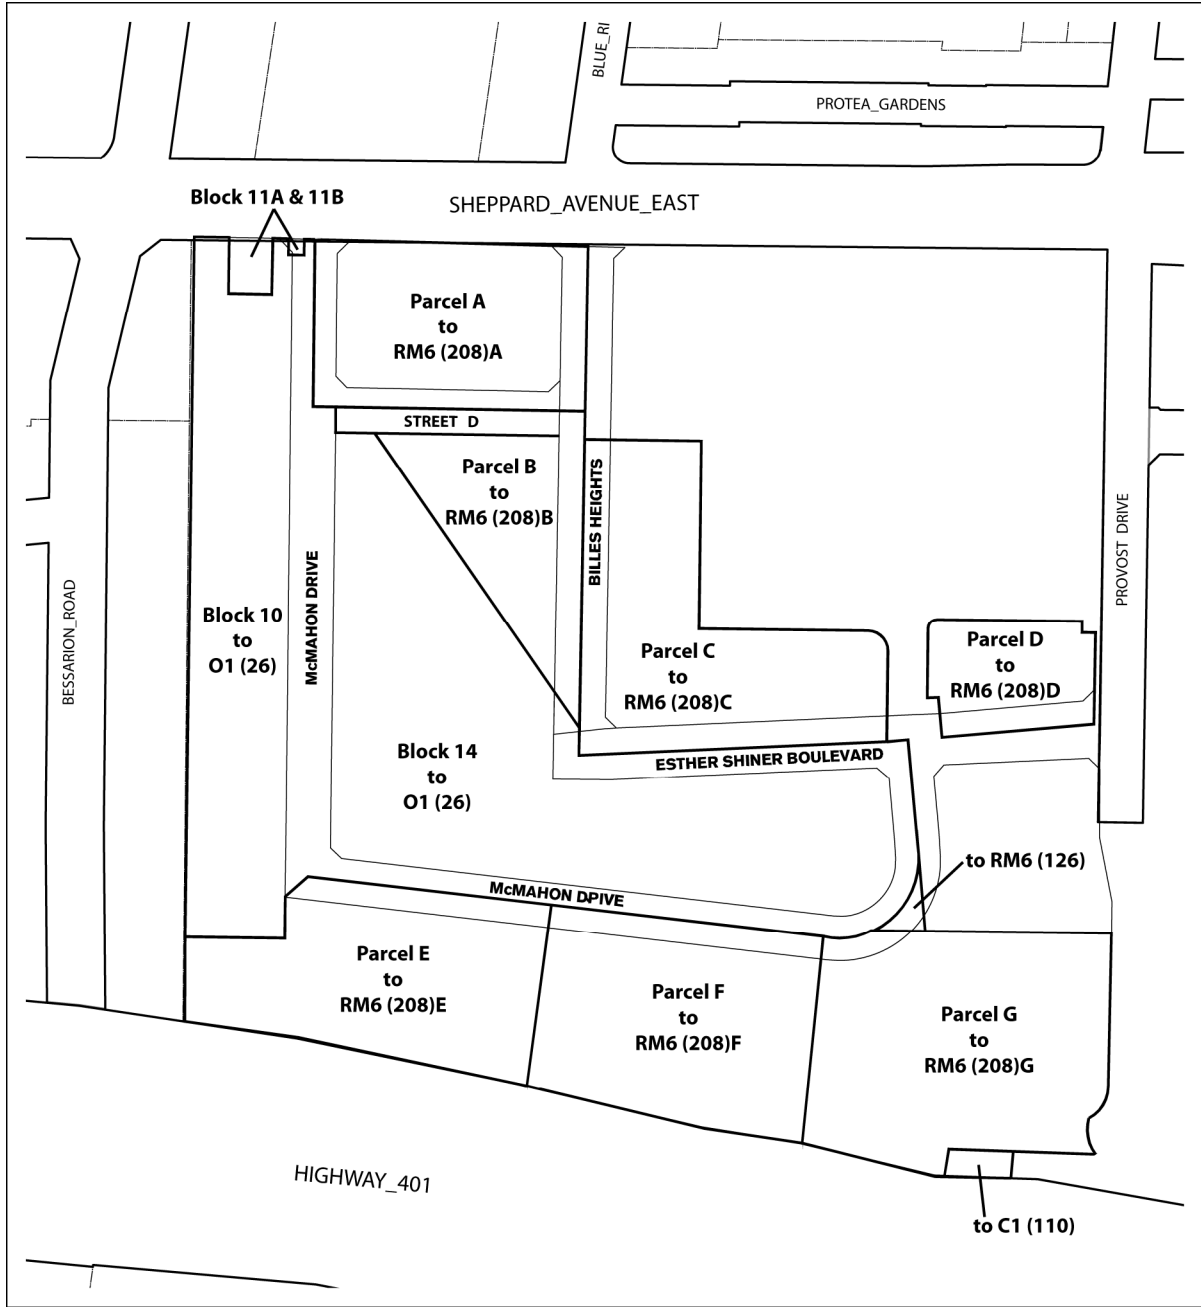 BLUE_RI
PROTEA_GARDENS
Block 11A & 11B
SHEPPARD_AVENUE_EAST
Parcel A
to
RM6 (208)A
STREET D
Parcel B
to
RM6 (208)B
BILLES HEIGHTS
PROVOST DRIVE
McMAHON DRIVE
BESSARION_ROAD
Block 10
to
O1 (26)
Parcel C
to
RM6 (208)C
Parcel D
to
RM6 (208)D
Block 14
to
O1 (26)
ESTHER SHINER BOULEVARD
to RM6 (126)
McMAHON DPIVE
Parcel E
to
RM6 (208)E
Parcel F
to
RM6 (208)F
Parcel G
to
RM6 (208)G
HIGHWAY_401
to C1 (110)